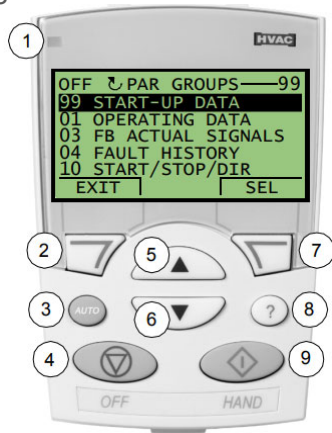 1
HVAC
OFF ↻ PAR GROUPS——99
99 START-UP DATA
01 OPERATING DATA
03 FB ACTUAL SIGNALS
04 FAULT HISTORY
10 START/STOP/DIR
EXIT SEL
2
5
7
3
AUTO
6
?
8
4
9
OFF HAND